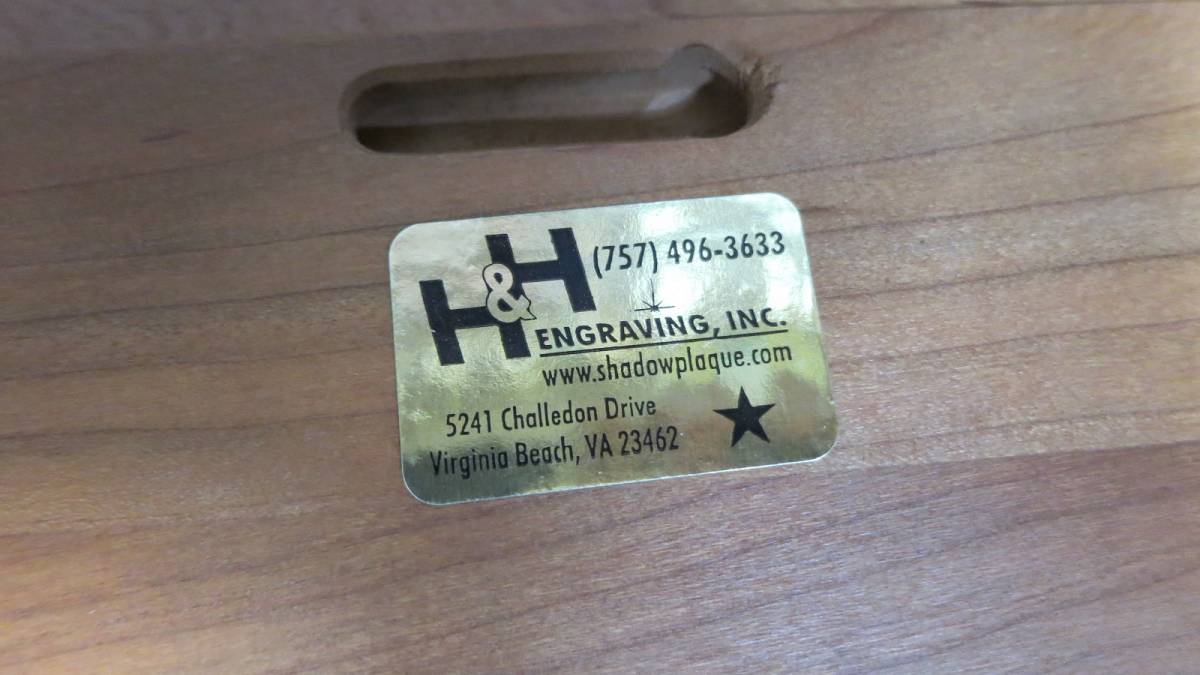 H&H
(757) 496-3633
ENGRAVING, INC.
www.shadowplaque.com
5241 Challedon Drive
Virginia Beach, VA 23462